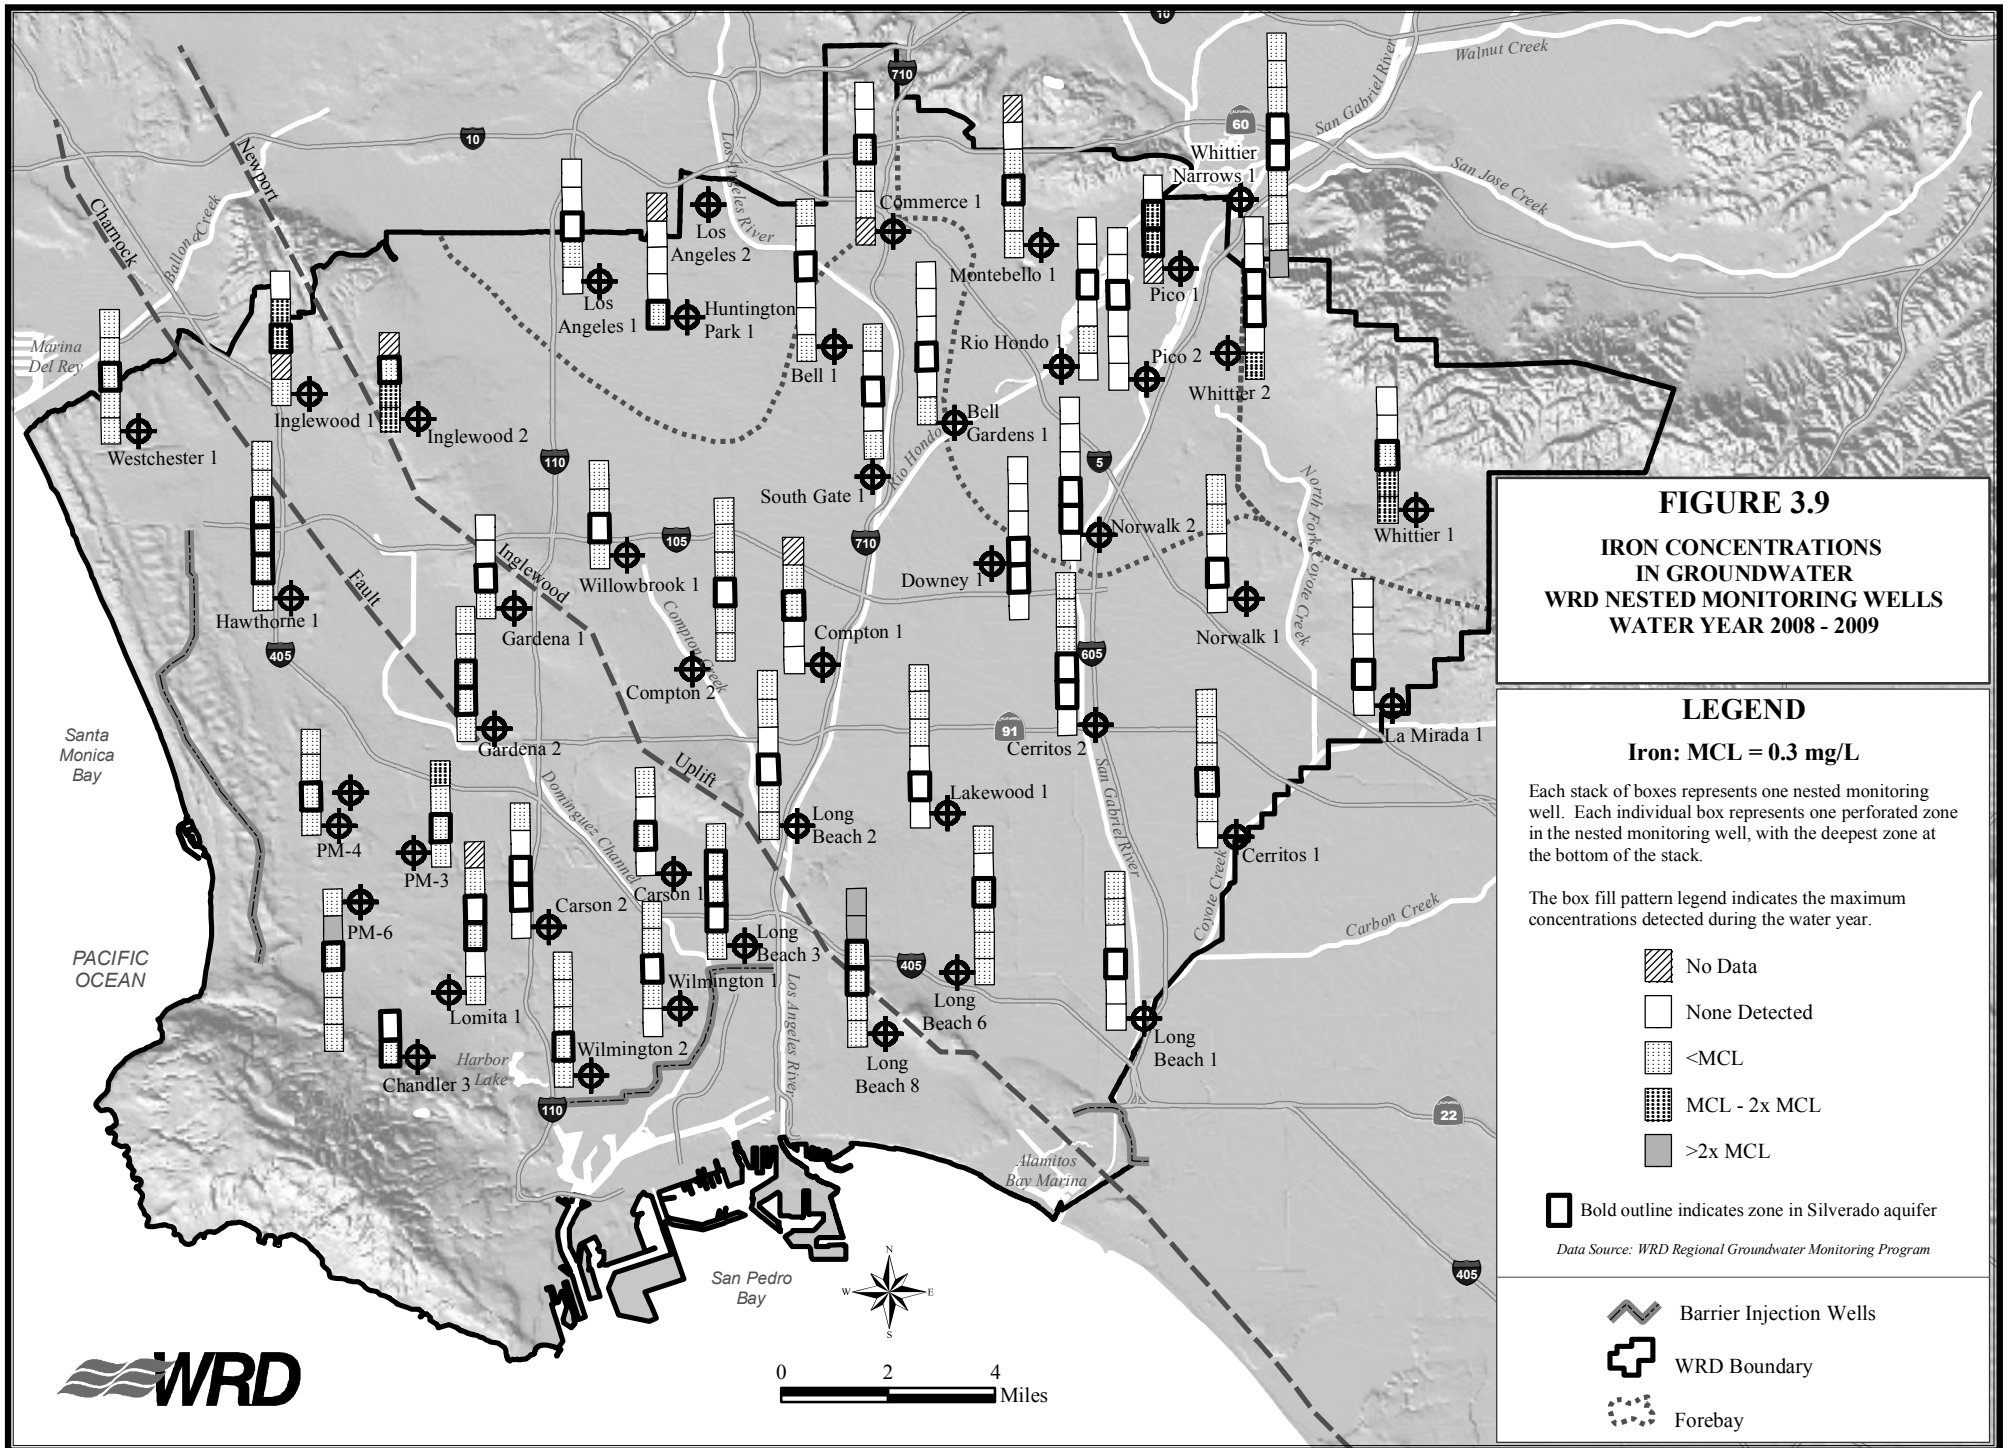 10
710
Walnut Creek
San Gabriel River
60
10
Newport
Los Angeles River
Whittier
Narrows 1
San Jose Creek
Charnock
Ballona Creek
Los
Angeles 2
Commerce 1
Montebello 1
Pico 1
Los
Angeles 1
Huntington
Park 1
Marina
Del Rey
Bell 1
Rio Hondo 1
Pico 2
Whittier 2
Inglewood 1
Inglewood 2
Bell
Gardens 1
Westchester 1
110
5
Rio Hondo
South Gate 1
North Fork Coyote Creek
Whittier 1
105
710
Norwalk 2
Inglewood
Willowbrook 1
Downey 1
Fault
Hawthorne 1
Gardena 1
Compton Creek
Compton 1
Norwalk 1
405
605
Compton 2
Santa
Monica
Bay
Gardena 2
91
Cerritos 2
La Mirada 1
Uplift
Dominguez Channel
San Gabriel River
Lakewood 1
Long
Beach 2
PM-4
PM-3
Cerritos 1
Carson 1
Carson 2
Coyote Creek
Carbon Creek
PM-6
Long
Beach 3
PACIFIC
OCEAN
405
Wilmington 1
Los Angeles River
Long
Beach 6
Lomita 1
Long
Beach 1
Wilmington 2
Harbor
Lake
Chandler 3
Long
Beach 8
110
22
Alamitos
Bay Marina
405
San Pedro
Bay
N
W
E
S
WRD
0
2
4
Miles
FIGURE 3.9
IRON CONCENTRATIONS
IN GROUNDWATER
WRD NESTED MONITORING WELLS
WATER YEAR 2008 - 2009
LEGEND
Iron: MCL = 0.3 mg/L
Each stack of boxes represents one nested monitoring
well. Each individual box represents one perforated zone
in the nested monitoring well, with the deepest zone at
the bottom of the stack.
The box fill pattern legend indicates the maximum
concentrations detected during the water year.
No Data
None Detected
<MCL
MCL - 2x MCL
>2x MCL
Bold outline indicates zone in Silverado aquifer
Data Source: WRD Regional Groundwater Monitoring Program
Barrier Injection Wells
WRD Boundary
Forebay